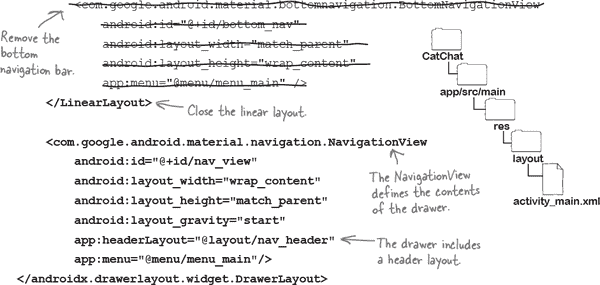 <com.google.android.material.bottomnavigation.BottomNavigationView
android:id="@+id/bottom_nav"
android:layout_width="match_parent"
android:layout_height="wrap_content"
app:menu="@menu/menu_main" />
Remove the
bottom
navigation bar.
</LinearLayout>
Close the linear layout.
<com.google.android.material.navigation.NavigationView
android:id="@+id/nav_view"
android:layout_width="wrap_content"
android:layout_height="match_parent"
android:layout_gravity="start"
app:headerLayout="@layout/nav_header"
app:menu="@menu/menu_main"/>
</androidx.drawerlayout.widget.DrawerLayout>
The NavigationView
defines the contents
of the drawer.
The drawer includes
a header layout.
CatChat
app/src/main
res
layout
activity_main.xml